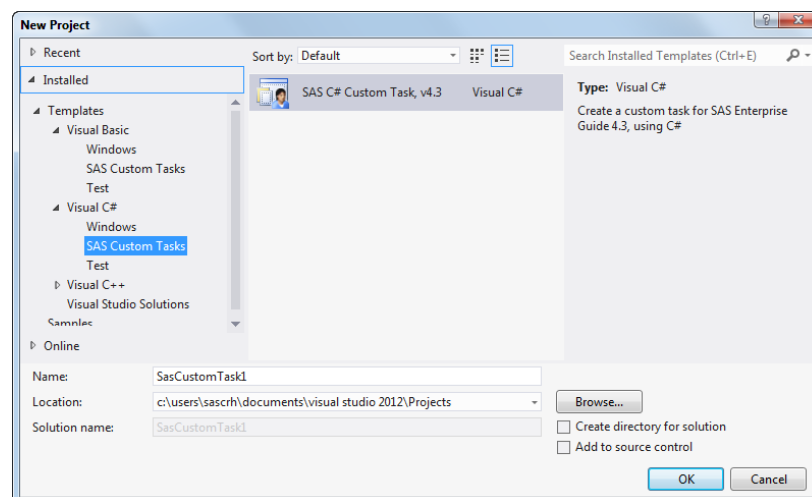 New Project
Recent
Installed
Templates
Visual Basic
Windows
SAS Custom Tasks
Test
Visual C#
Windows
SAS Custom Tasks
Test
Visual C++
Visual Studio Solutions
Samples
Online
Sort by: Default
Search Installed Templates (Ctrl+E)
SAS C# Custom Task, v4.3 Visual C#
Type: Visual C#
Create a custom task for SAS Enterprise
Guide 4.3, using C#
Name: SasCustomTask1
Location: c:\users\sascrh\documents\visual studio 2012\Projects
Browse...
Solution name: SasCustomTask1
Create directory for solution
Add to source control
OK Cancel